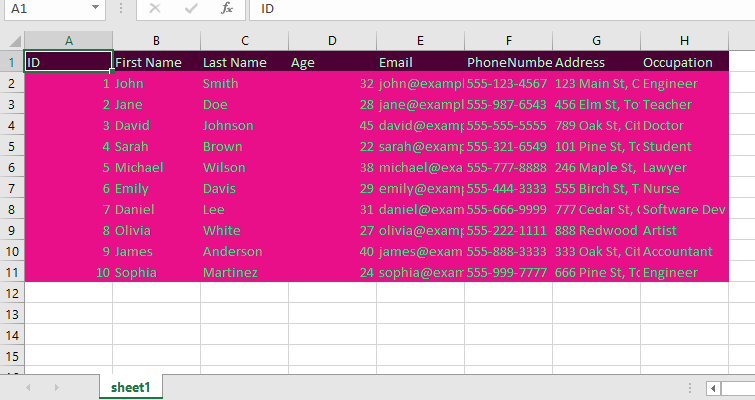 A1 fx ID
A B C D E F G H
1 ID First Name Last Name Age Email PhoneNumbe Address Occupation
2 1 John Smith 32 john@exampl 555-123-4567 123 Main St, C Engineer
3 2 Jane Doe 28 jane@exampl 555-987-6543 456 Elm St, To Teacher
4 3 David Johnson 45 david@examp 555-555-5555 789 Oak St, Cit Doctor
5 4 Sarah Brown 22 sarah@examp 555-321-6549 101 Pine St, To Student
6 5 Michael Wilson 38 michael@exa 555-777-8888 246 Maple St, Lawyer
7 6 Emily Davis 29 emily@examp 555-444-3333 555 Birch St, T Nurse
8 7 Daniel Lee 31 daniel@exam 555-666-9999 777 Cedar St, Software Dev
9 8 Olivia White 27 olivia@examp 555-222-1111 888 Redwood Artist
10 9 James Anderson 40 james@exam 555-888-3333 333 Oak St, Cit Accountant
11 10 Sophia Martinez 24 sophia@exam 555-999-7777 666 Pine St, To Engineer
12
13
14
15
sheet1